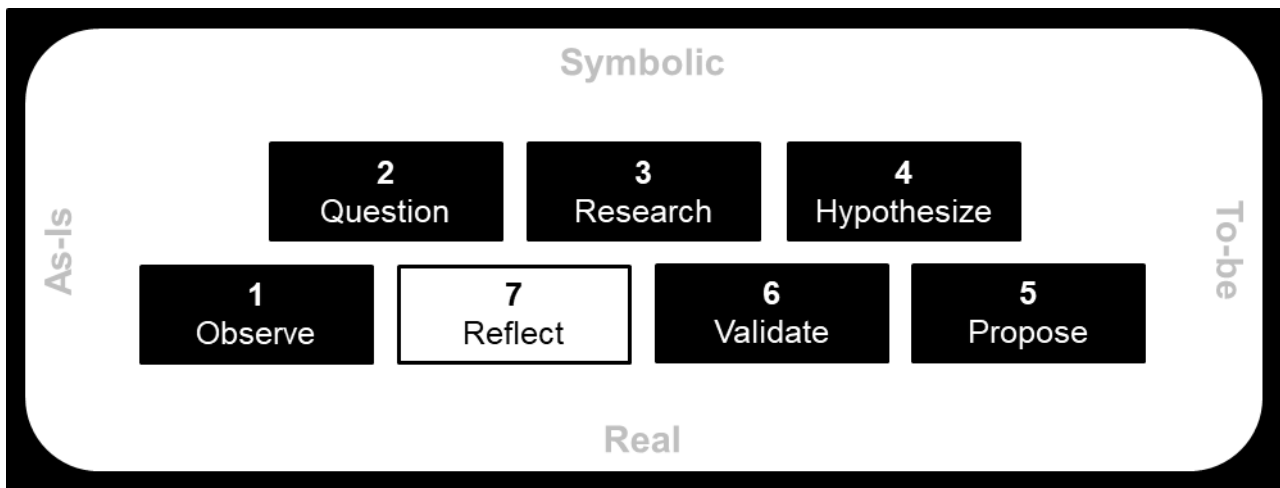 Symbolic
2
Question
3
Research
4
Hypothesize
As-Is
To-be
1
Observe
7
Reflect
6
Validate
5
Propose
Real